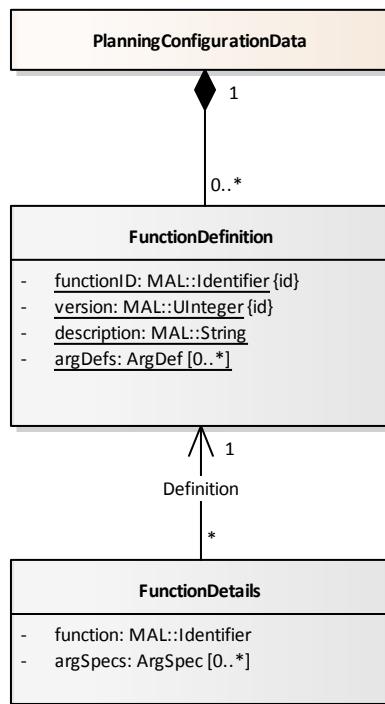 PlanningConfigurationData
1
0..*
FunctionDefinition
- functionID: MAL::Identifier {id}
- version: MAL::UInteger {id}
- description: MAL::String
- argDefs: ArgDef [0..*]
1
Definition
*
FunctionDetails
- function: MAL::Identifier
- argSpecs: ArgSpec [0..*]